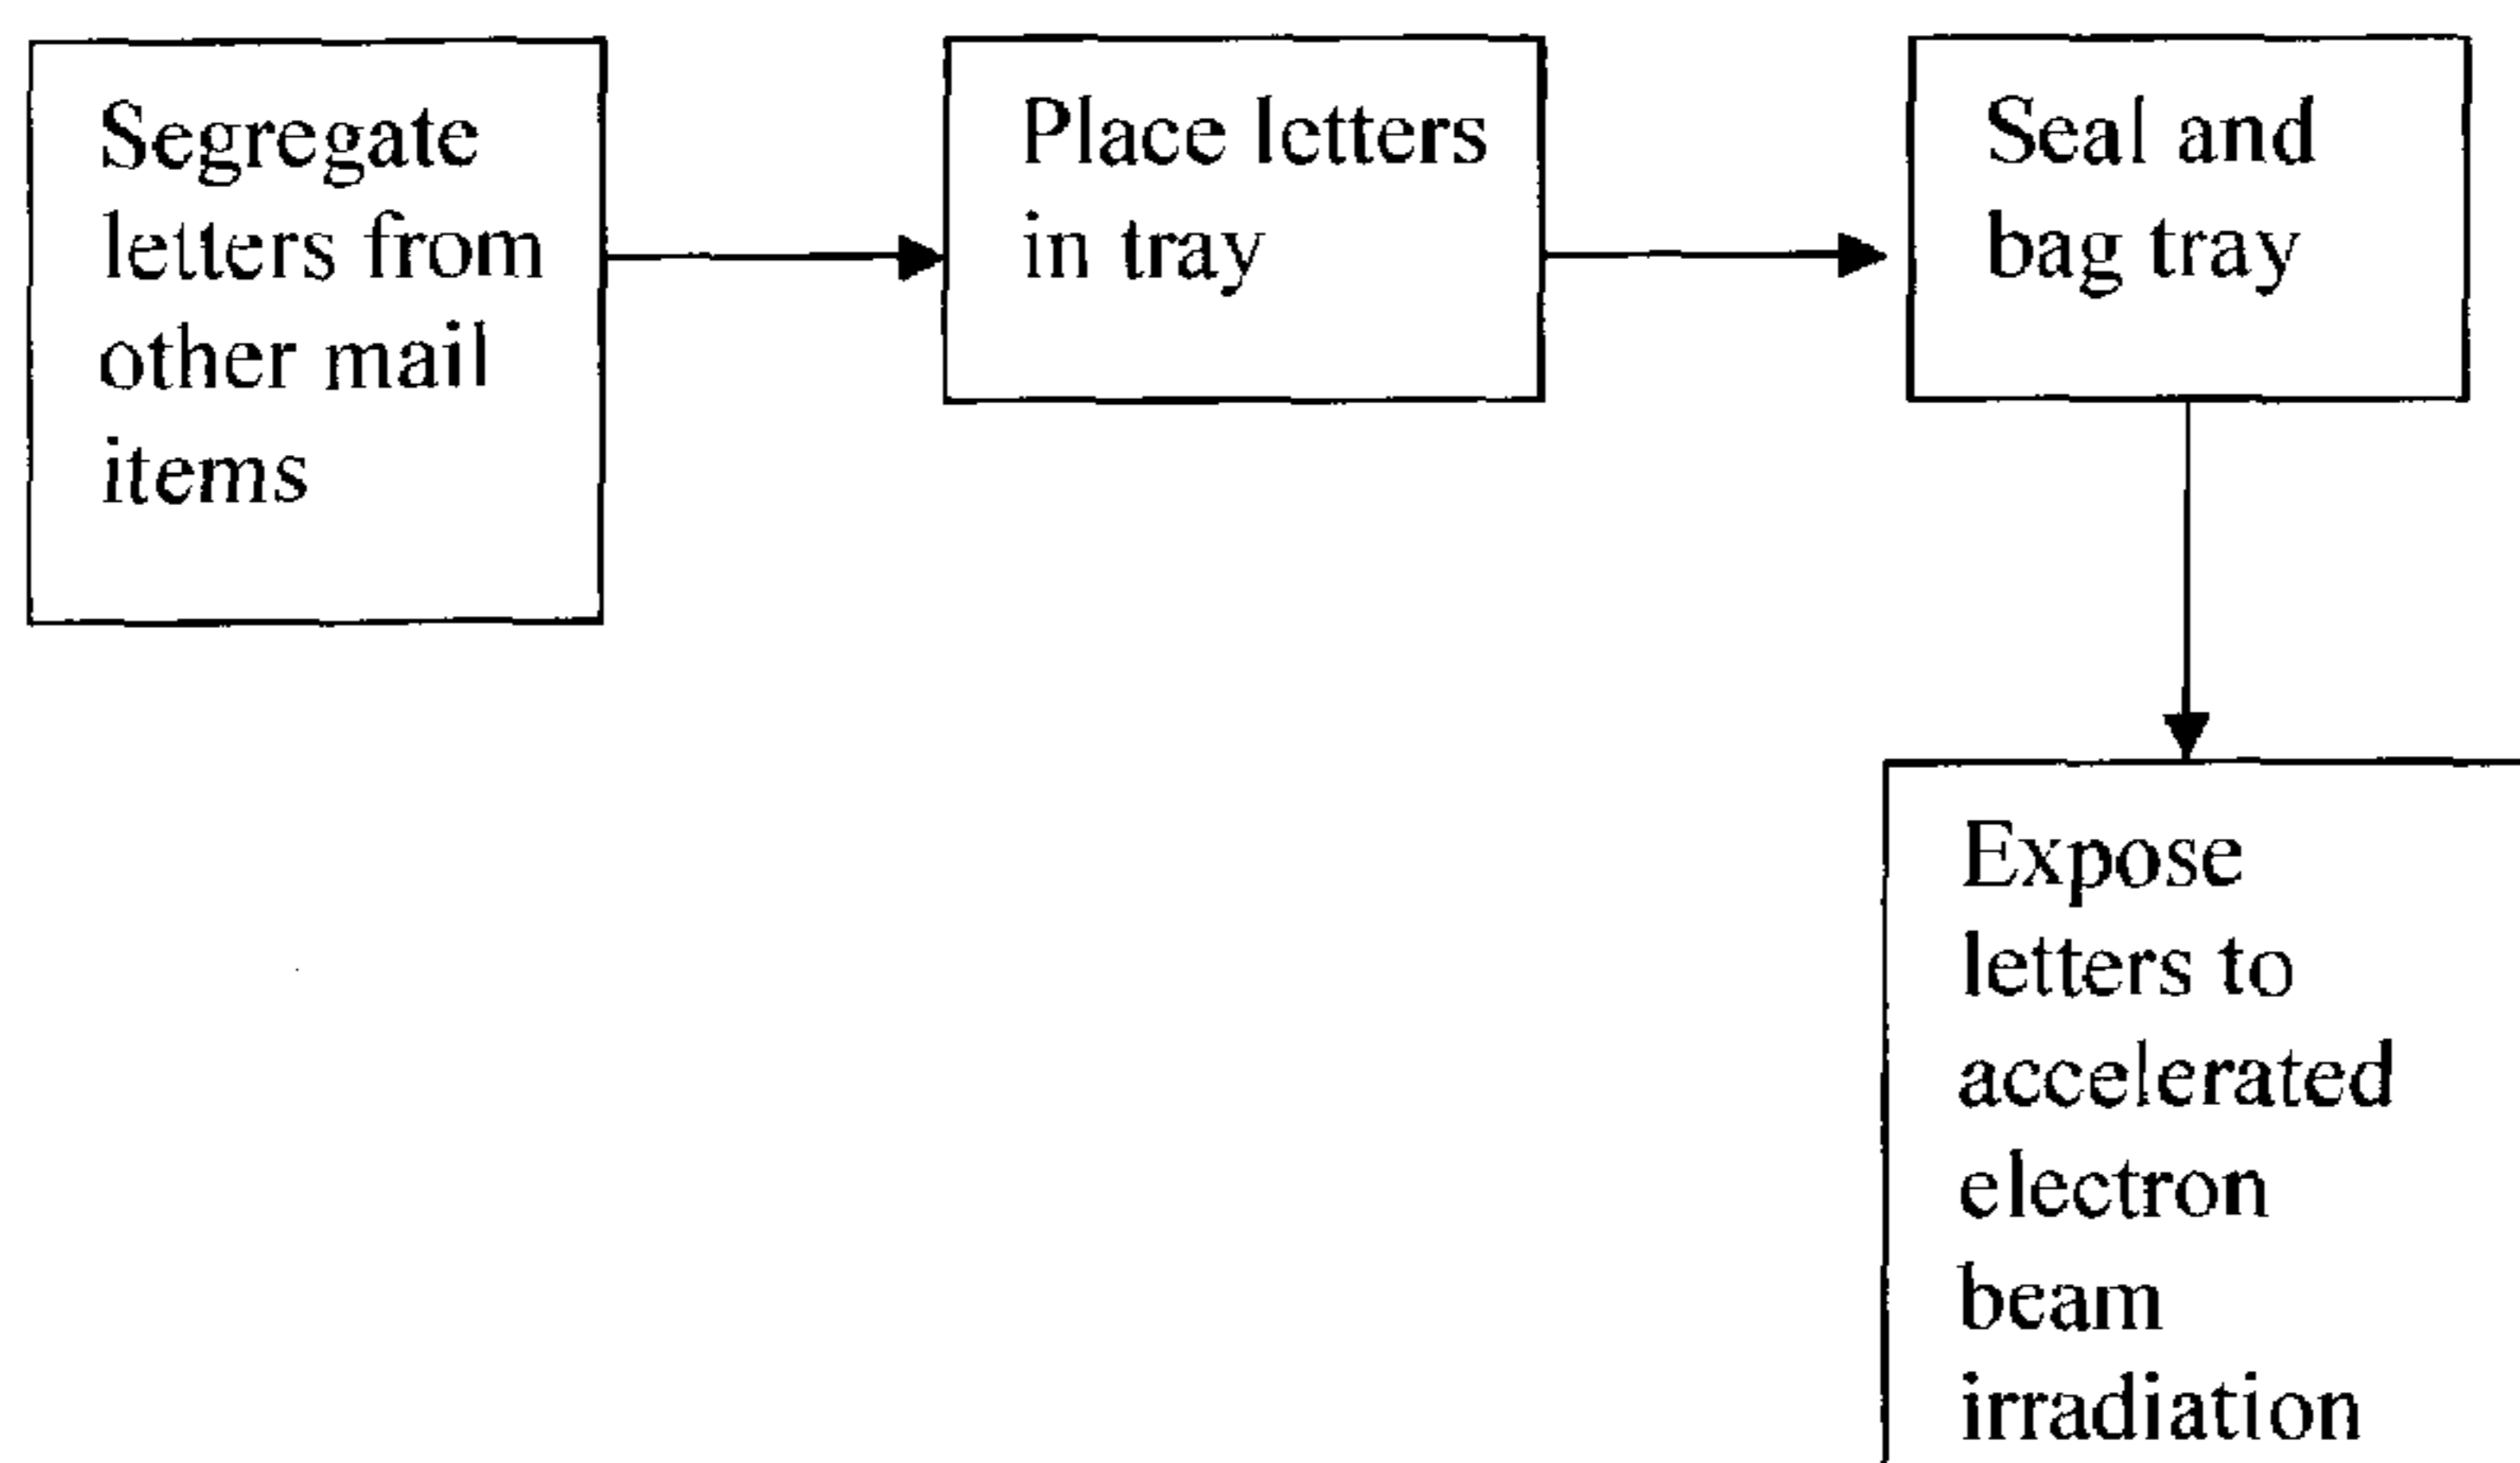 Segregate
letters from
other mail
items
Place letters
in tray
Seal and
bag tray
Expose
letters to
accelerated
electron
beam
irradiation